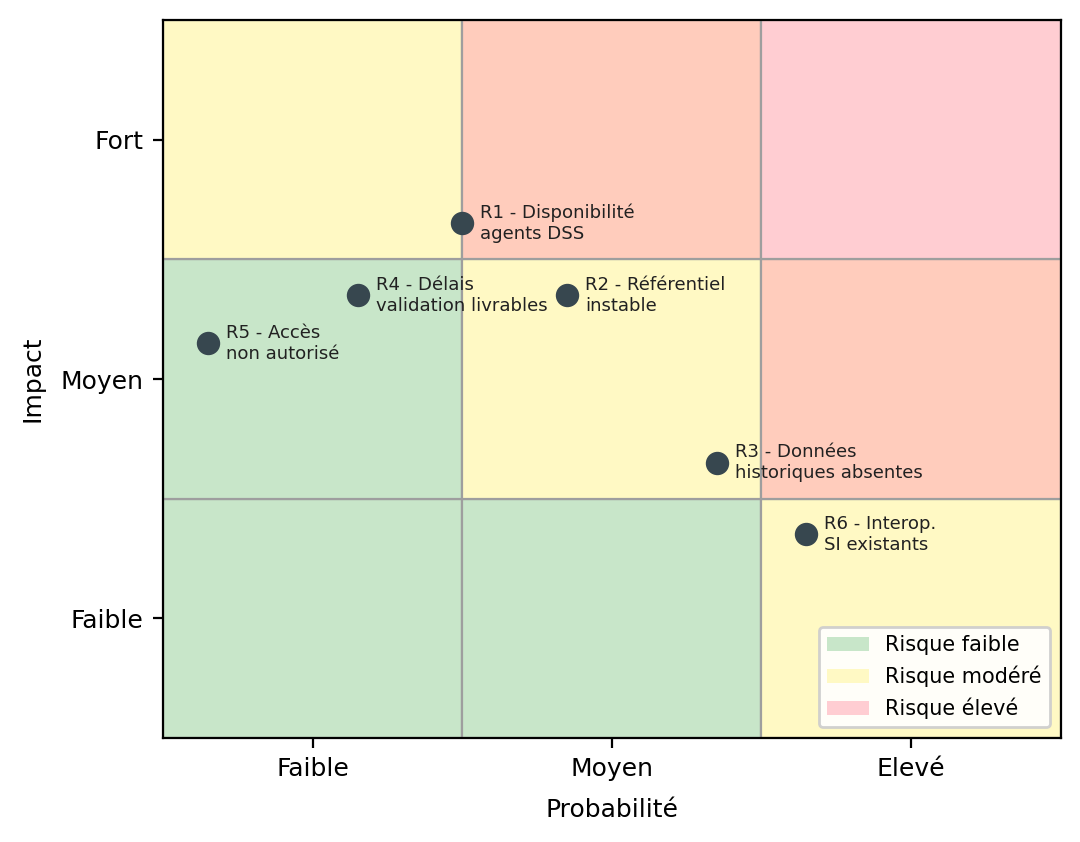 Fort
R1 - Disponibilité
agents DSS
R4 - Délais
validation livrables
R2 - Référentiel
instable
R5 - Accès
non autorisé
Impact
Moyen
R3 - Données
historiques absentes
R6 - Interop.
SI existants
Faible
Risque faible
Risque modéré
Risque élevé
Faible
Moyen
Elevé
Probabilité